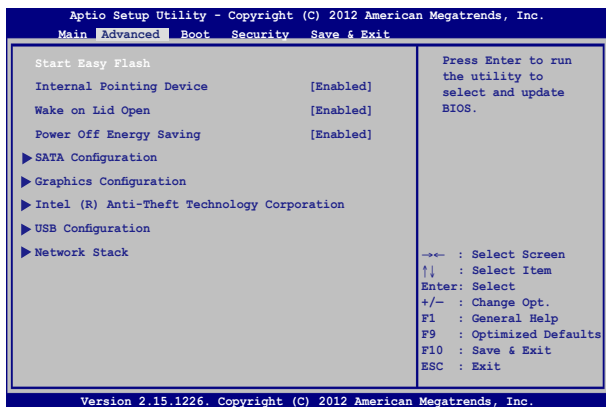 Aptio Setup Utility - Copyright (C) 2012 American Megatrends, Inc.
Main Advanced Boot Security Save & Exit
Start Easy Flash
Internal Pointing Device [Enabled]
Wake on Lid Open [Enabled]
Power Off Energy Saving [Enabled]
SATA Configuration
Graphics Configuration
Intel (R) Anti-Theft Technology Corporation
USB Configuration
Network Stack
Press Enter to run
the utility to
select and update
BIOS.
→← : Select Screen
↑↓ : Select Item
Enter: Select
+/— : Change Opt.
F1 : General Help
F9 : Optimized Defaults
F10 : Save & Exit
ESC : Exit
Version 2.15.1226. Copyright (C) 2012 American Megatrends, Inc.